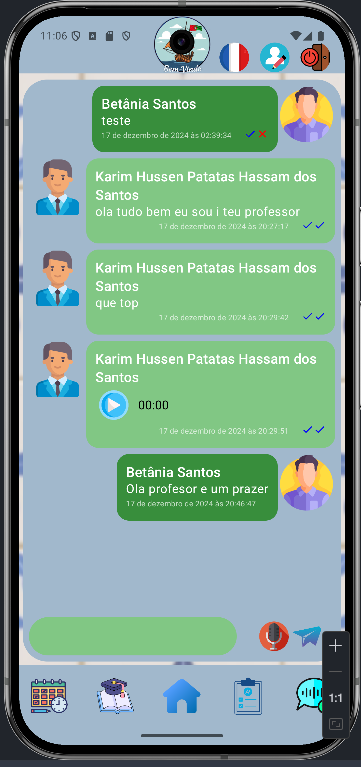 11:06
Bem-Vindo
Betânia Santos
teste
17 de dezembro de 2024 às 02:39:34
Karim Hussen Patatas Hassam dos
Santos
ola tudo bem eu sou i teu professor
17 de dezembro de 2024 às 20:27:17
Karim Hussen Patatas Hassam dos
Santos
que top
17 de dezembro de 2024 às 20:29:42
Karim Hussen Patatas Hassam dos
Santos
00:00
17 de dezembro de 2024 às 20:29:51
Betânia Santos
Ola profesor e um prazer
17 de dezembro de 2024 às 20:46:47
1:1